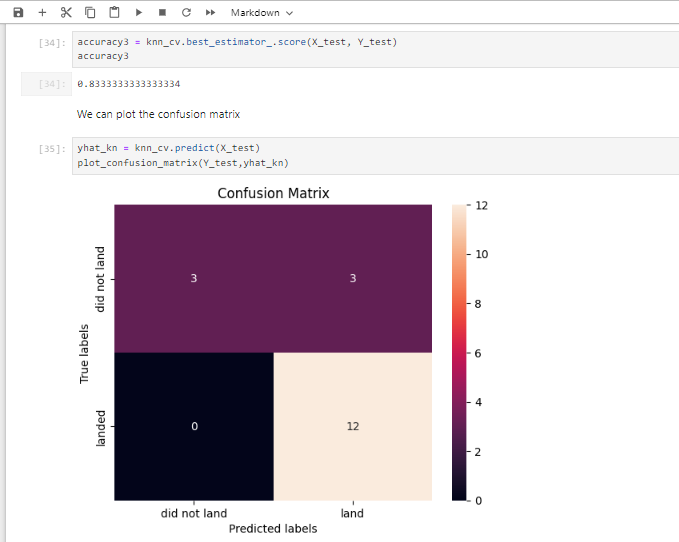 Markdown
[34]:
accuracy3 = knn_cv.best_estimator_.score(X_test, Y_test)
accuracy3
[34]:
0.8333333333333334
We can plot the confusion matrix
[35]:
yhat_kn = knn_cv.predict(X_test)
plot_confusion_matrix(Y_test,yhat_kn)
Confusion Matrix
True labels
did not land
3
3
landed
0
12
did not land
land
Predicted labels
12
10
8
6
4
2
0